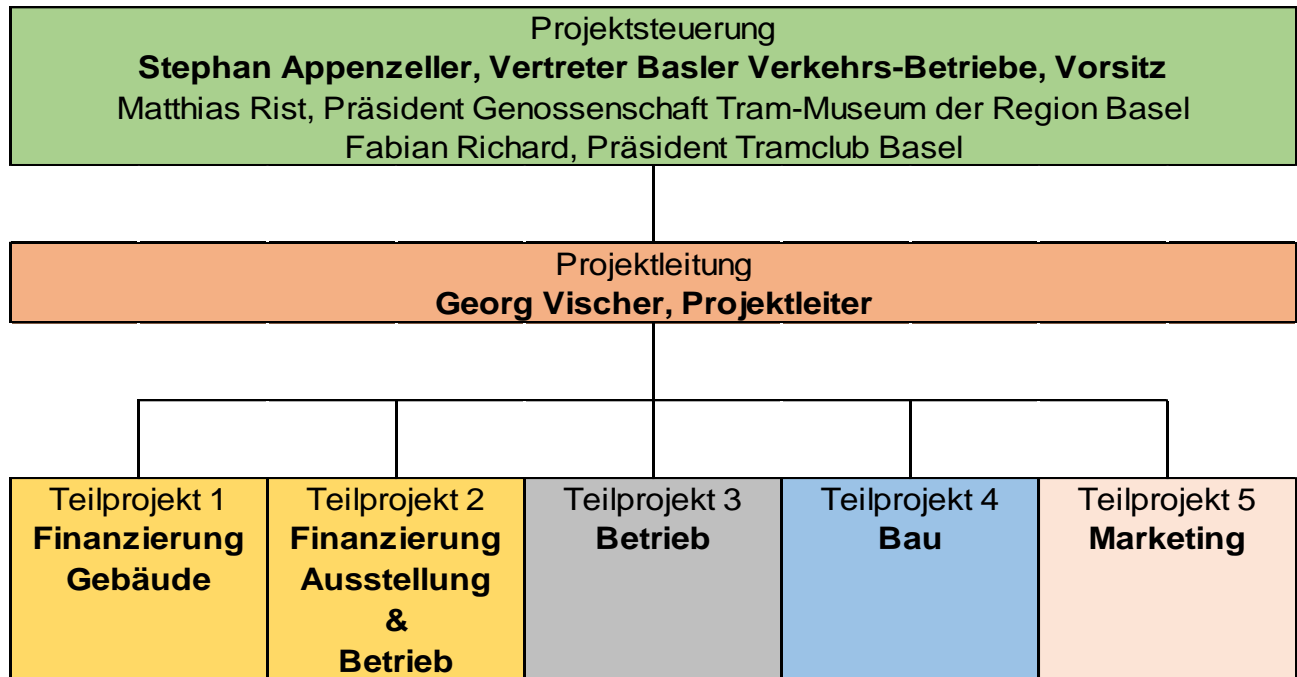 Projektsteuerung
Stephan Appenzeller, Vertreter Basler Verkehrs-Betriebe, Vorsitz
Matthias Rist, Präsident Genossenschaft Tram-Museum der Region Basel
Fabian Richard, Präsident Tramclub Basel
Projektleitung
Georg Vischer, Projektleiter
Teilprojekt 1
Finanzierung
Gebäude
Teilprojekt 2
Finanzierung
Ausstellung
&
Betrieb
Teilprojekt 3
Betrieb
Teilprojekt 4
Bau
Teilprojekt 5
Marketing